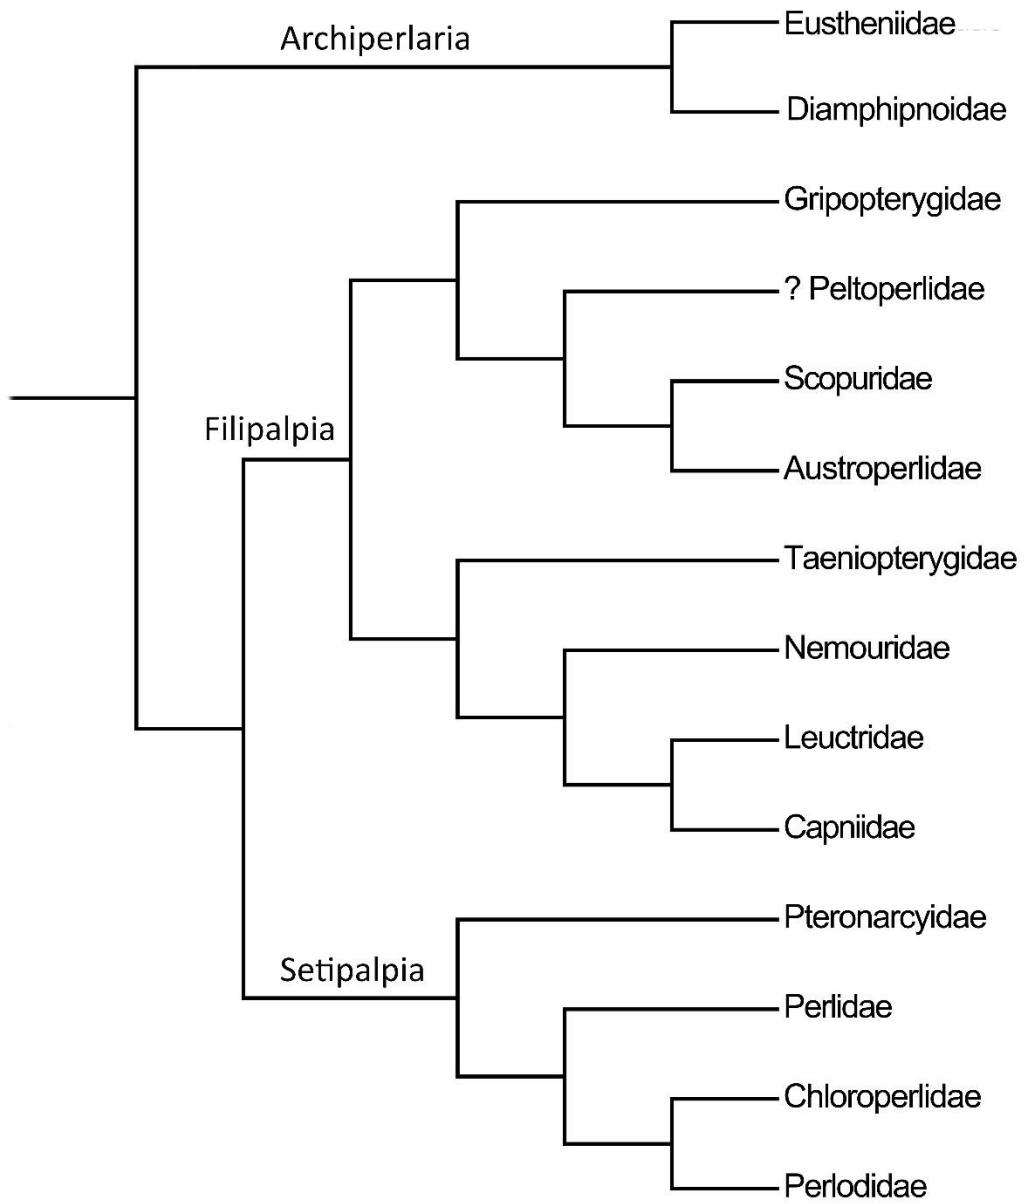 Archiperlaria
Eustheniidae
Diamphipnoidae
Gripopterygidae
? Peltoperlidae
Scopuridae
Filipalpia
Austroperlidae
Taeniopterygidae
Nemouridae
Leuctridae
Capniidae
Pteronarcyidae
Setipalpia
Perlidae
Chloroperlidae
Perlodidae